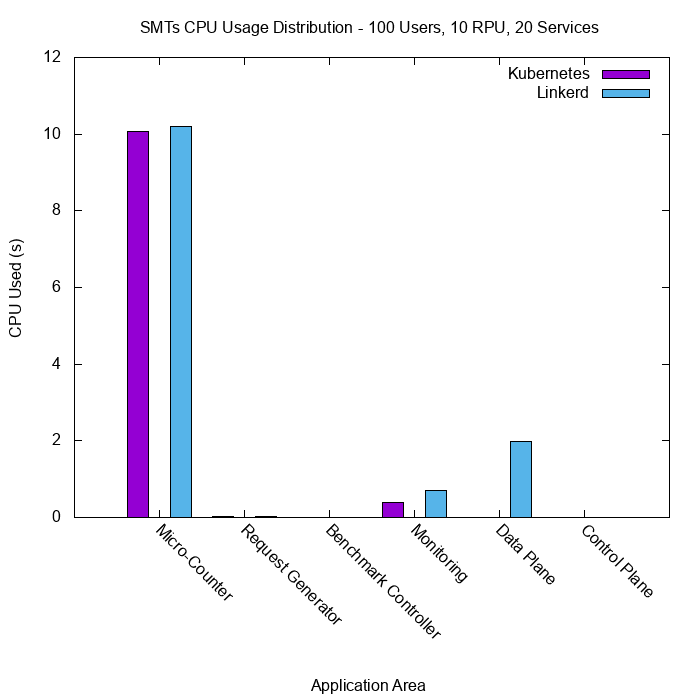 SMTs CPU Usage Distribution - 100 Users, 10 RPU, 20 Services
Kubernetes
Linkerd
12
10
8
6
4
2
0
CPU Used (s)
Micro-Counter
Request Generator
Benchmark Controller
Monitoring
Data Plane
Control Plane
Application Area